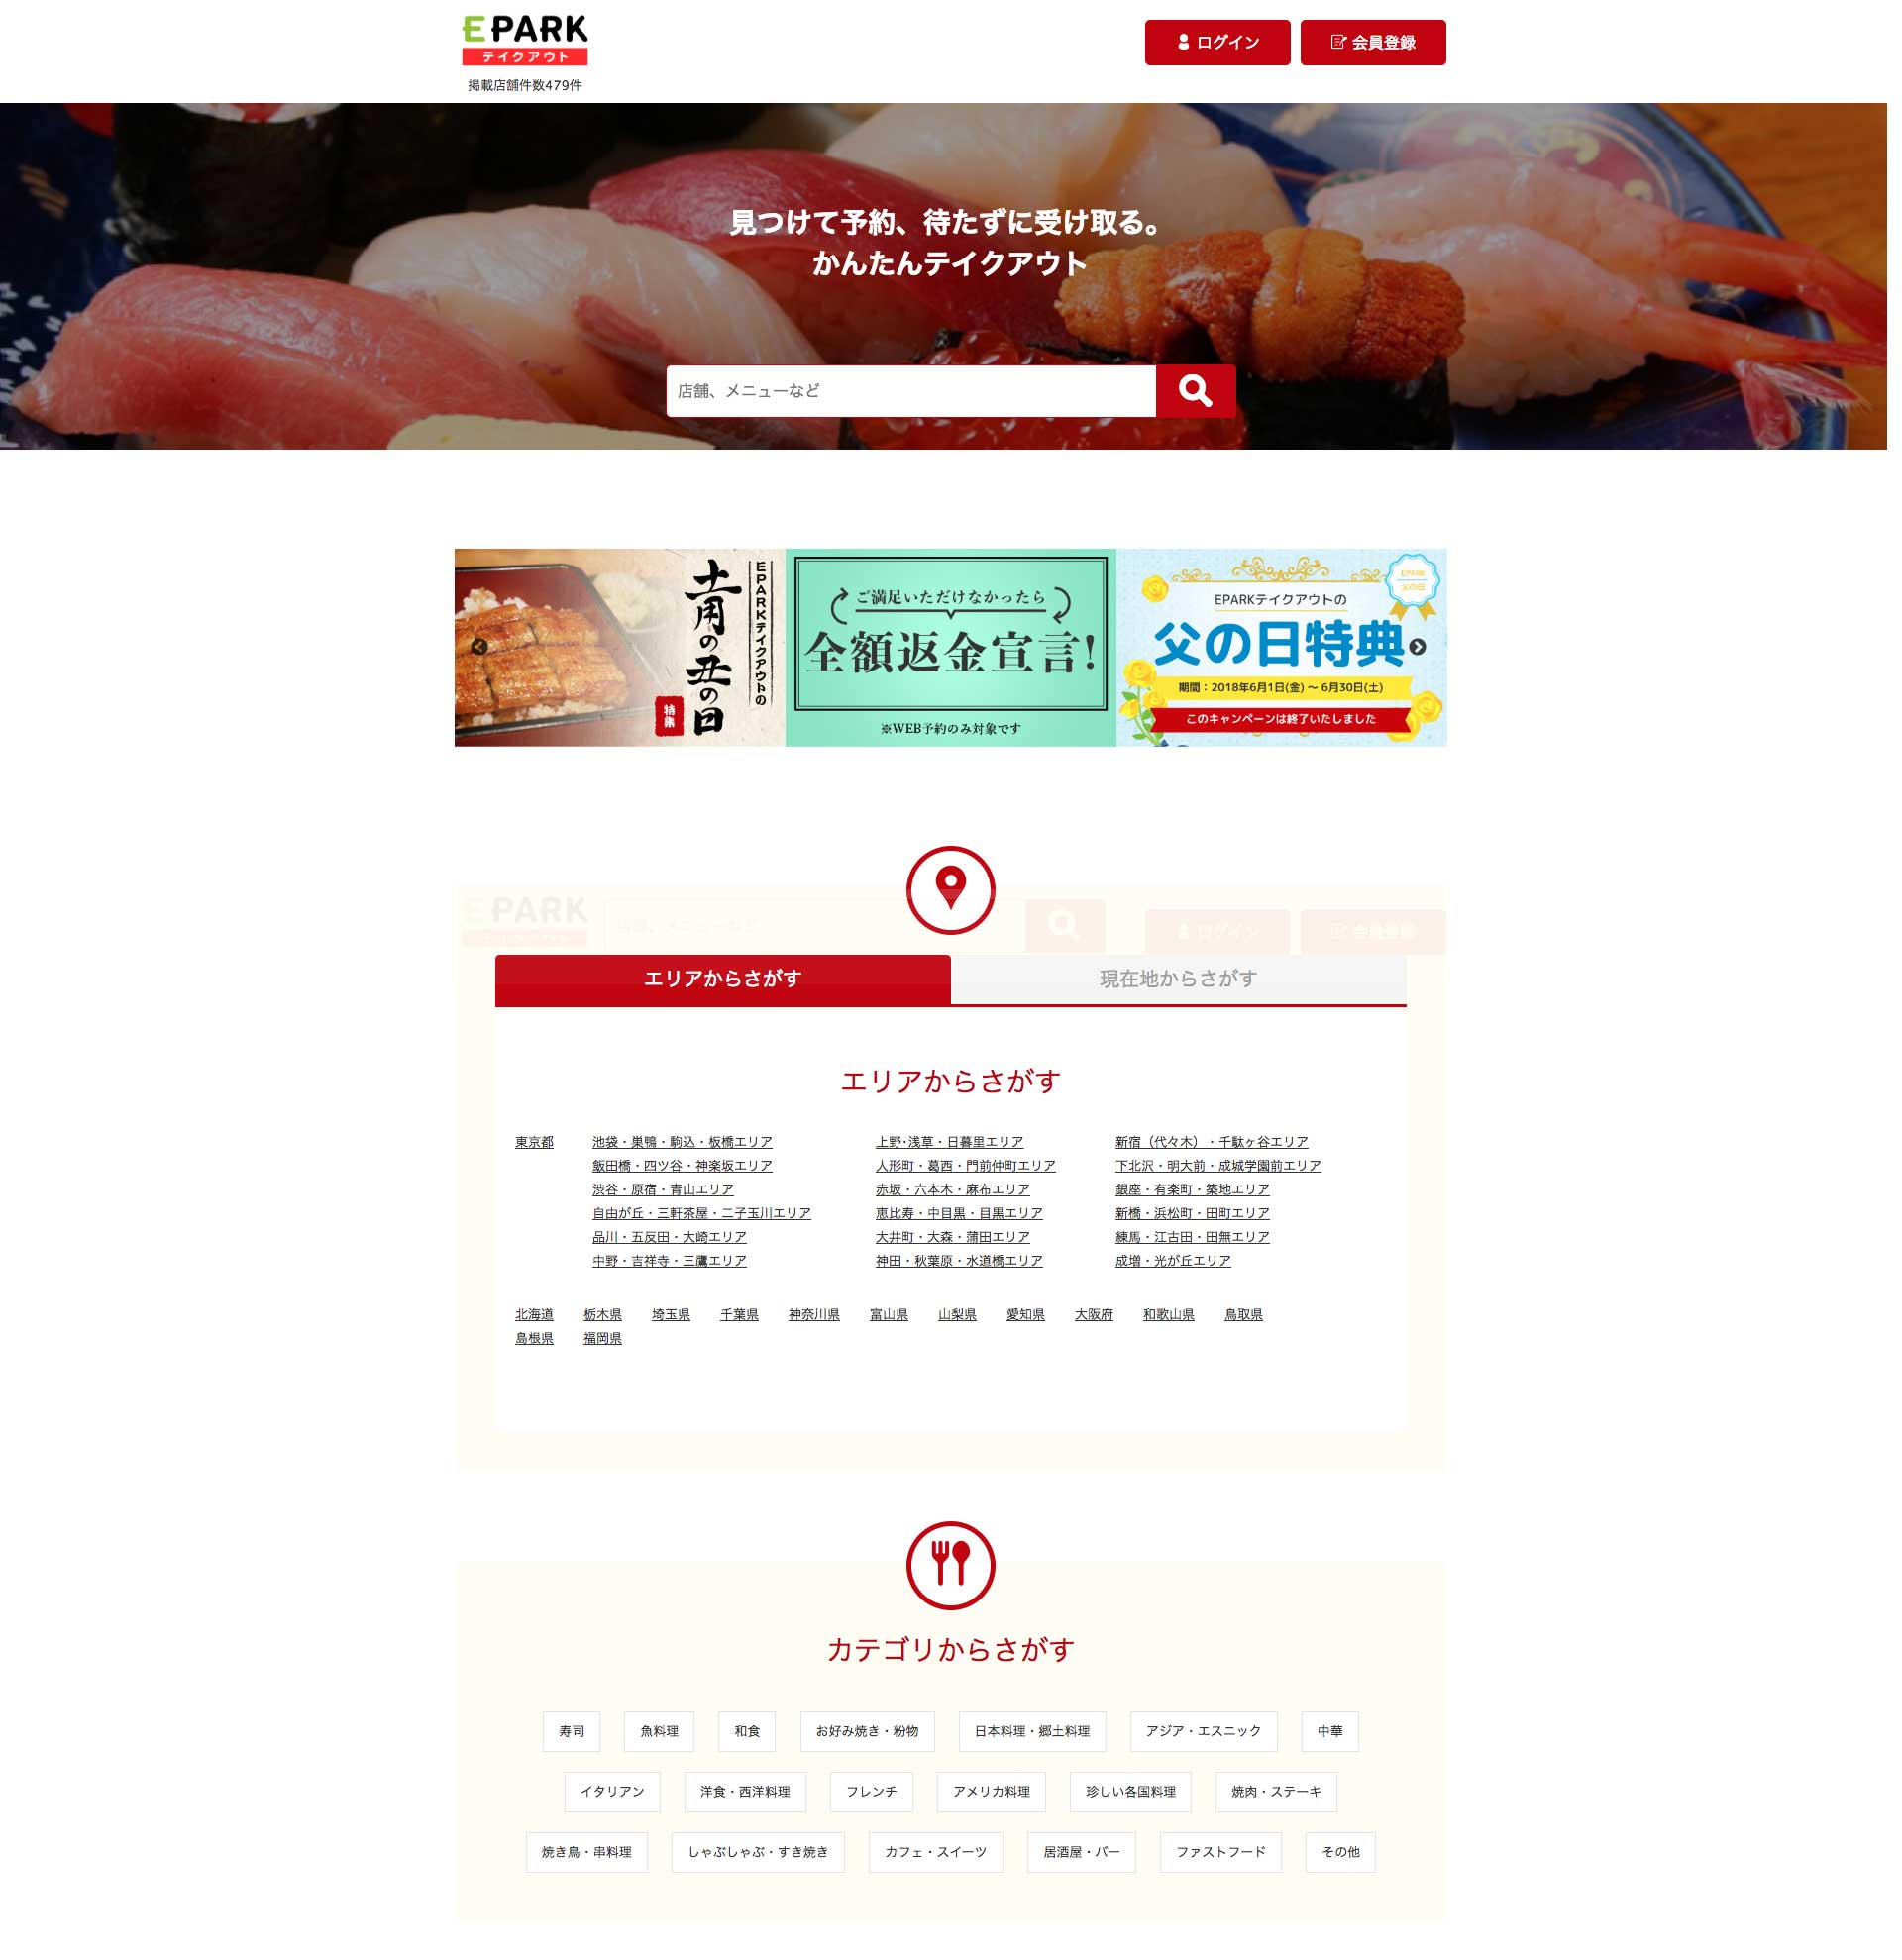 EPARK
テイクアウト
ログイン
会員登録
掲載店舗件数479件
見つけて予約、待たずに受け取る。
かんたんテイクアウト
店舗、メニューなど
EPARKテイクアウトの
土用の丑の日
特集
ご満足いただけなかったら
全額返金宣言!
※WEB予約のみ対象です
EPARK
父の日
EPARKテイクアウトの
父の日特典
期間：2018年6月1日(金)～6月30日(土)
このキャンペーンは終了いたしました
EPARK
テイクアウト
店舗、メニューなど
ログイン
会員登録
エリアからさがす
現在地からさがす
エリアからさがす
東京都 池袋・巣鴨・駒込・板橋エリア 上野･浅草・日暮里エリア 新宿（代々木）・千駄ヶ谷エリア
飯田橋・四ツ谷・神楽坂エリア 人形町・葛西・門前仲町エリア 下北沢・明大前・成城学園前エリア
渋谷・原宿・青山エリア 赤坂・六本木・麻布エリア 銀座・有楽町・築地エリア
自由が丘・三軒茶屋・二子玉川エリア 恵比寿・中目黒・目黒エリア 新橋・浜松町・田町エリア
品川・五反田・大崎エリア 大井町・大森・蒲田エリア 練馬・江古田・田無エリア
中野・吉祥寺・三鷹エリア 神田・秋葉原・水道橋エリア 成増・光が丘エリア
北海道 栃木県 埼玉県 千葉県 神奈川県 富山県 山梨県 愛知県 大阪府 和歌山県 鳥取県
島根県 福岡県
カテゴリからさがす
寿司 魚料理 和食 お好み焼き・粉物 日本料理・郷土料理 アジア・エスニック 中華
イタリアン 洋食・西洋料理 フレンチ アメリカ料理 珍しい各国料理 焼肉・ステーキ
焼き鳥・串料理 しゃぶしゃぶ・すき焼き カフェ・スイーツ 居酒屋・バー ファストフード その他